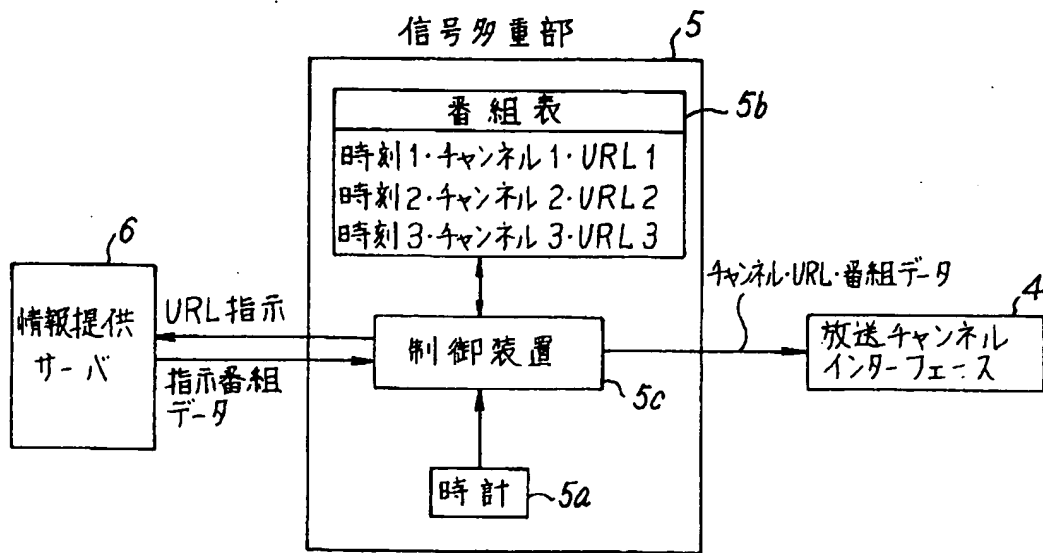 信号多重部
5
番組表
5b
時刻1・チャンネル1・URL1
時刻2・チャンネル2・URL2
時刻3・チャンネル3・URL3
6
情報提供
サーバ
URL指示
指示番組
データ
制御装置
5c
チャンネル・URL・番組データ
4
放送チャンネル
インターフェース
時計
5a